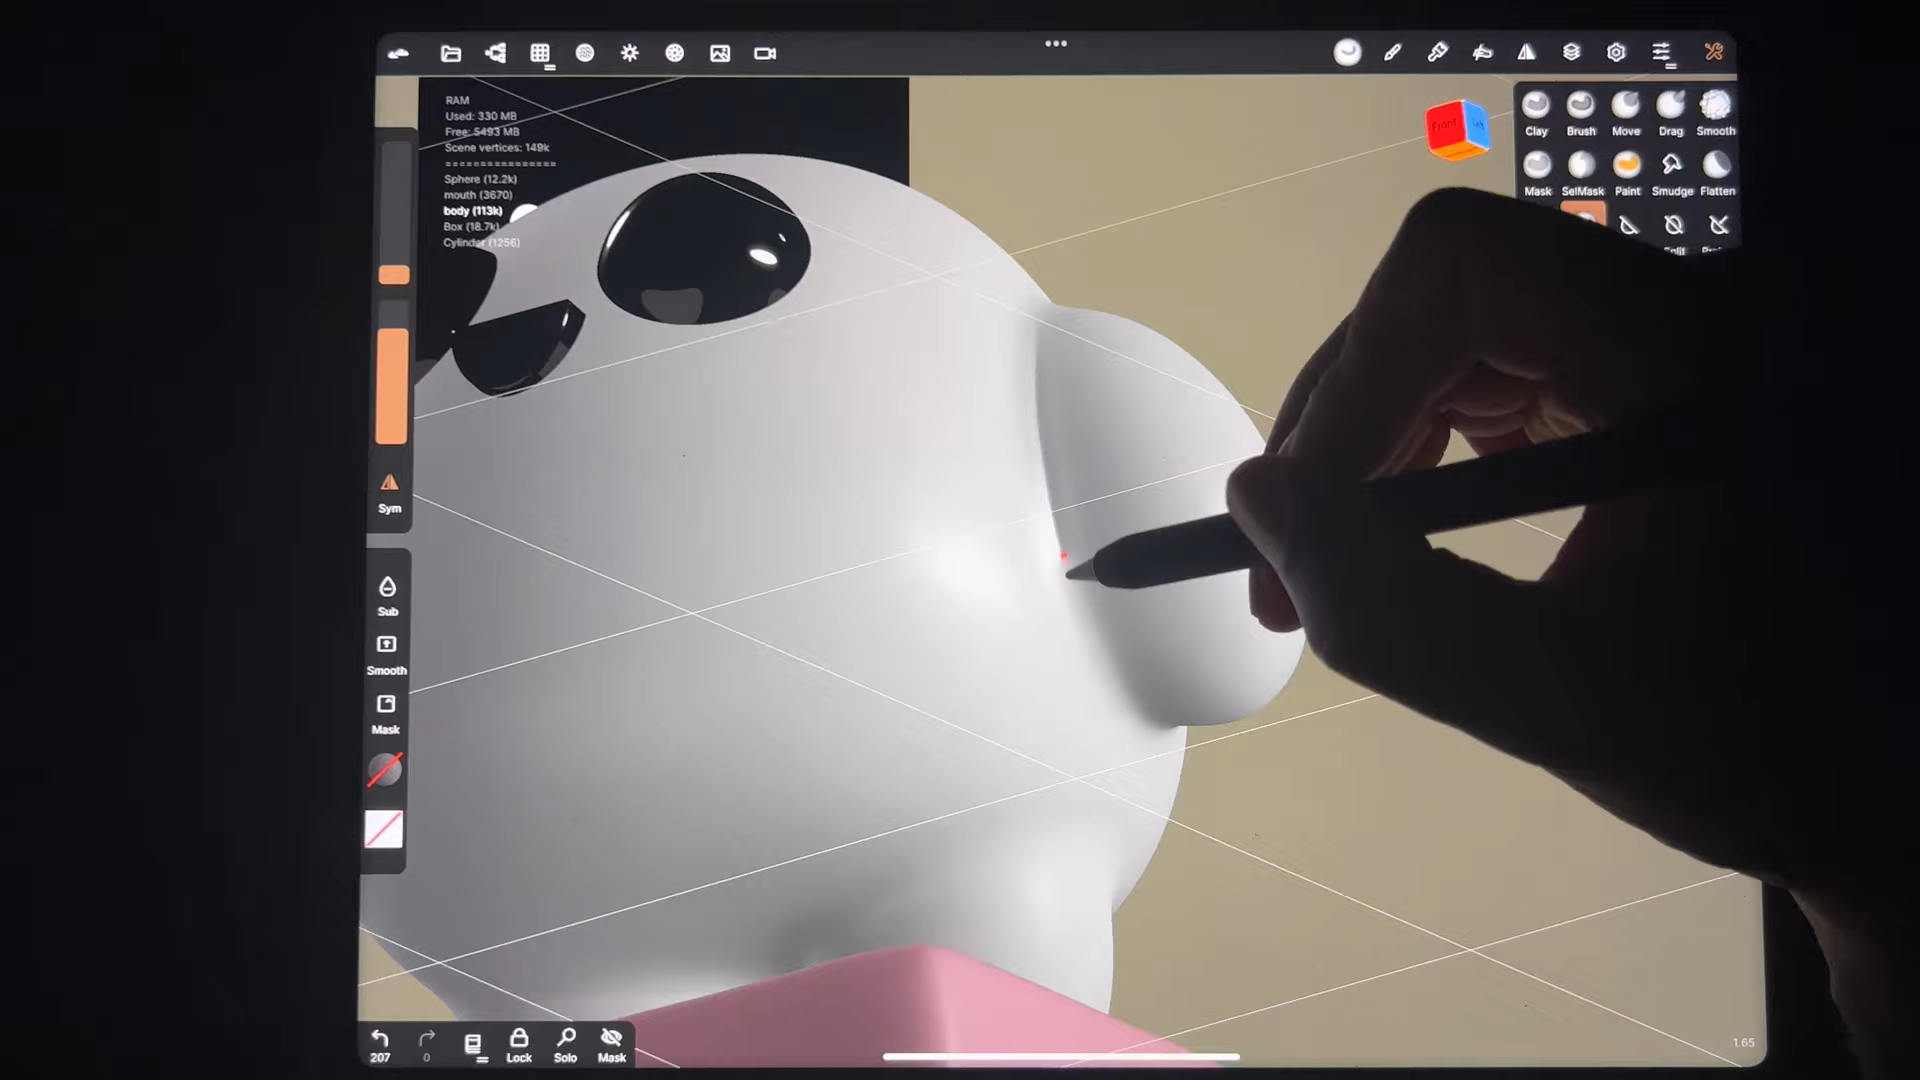 RAM
Used: 330 MB
Free: 5493 MB
Scene vertices: 149k
================
Sphere (12.2k)
mouth (3670)
body (113k)
Box (18.7k)
Cylinder (1256)
Front
Left
Clay Brush Move Drag Smooth
Mask SelMask Paint Smudge Flatten
Sym
Sub
Smooth
Mask
207 0 Lock Solo Mask
1.65